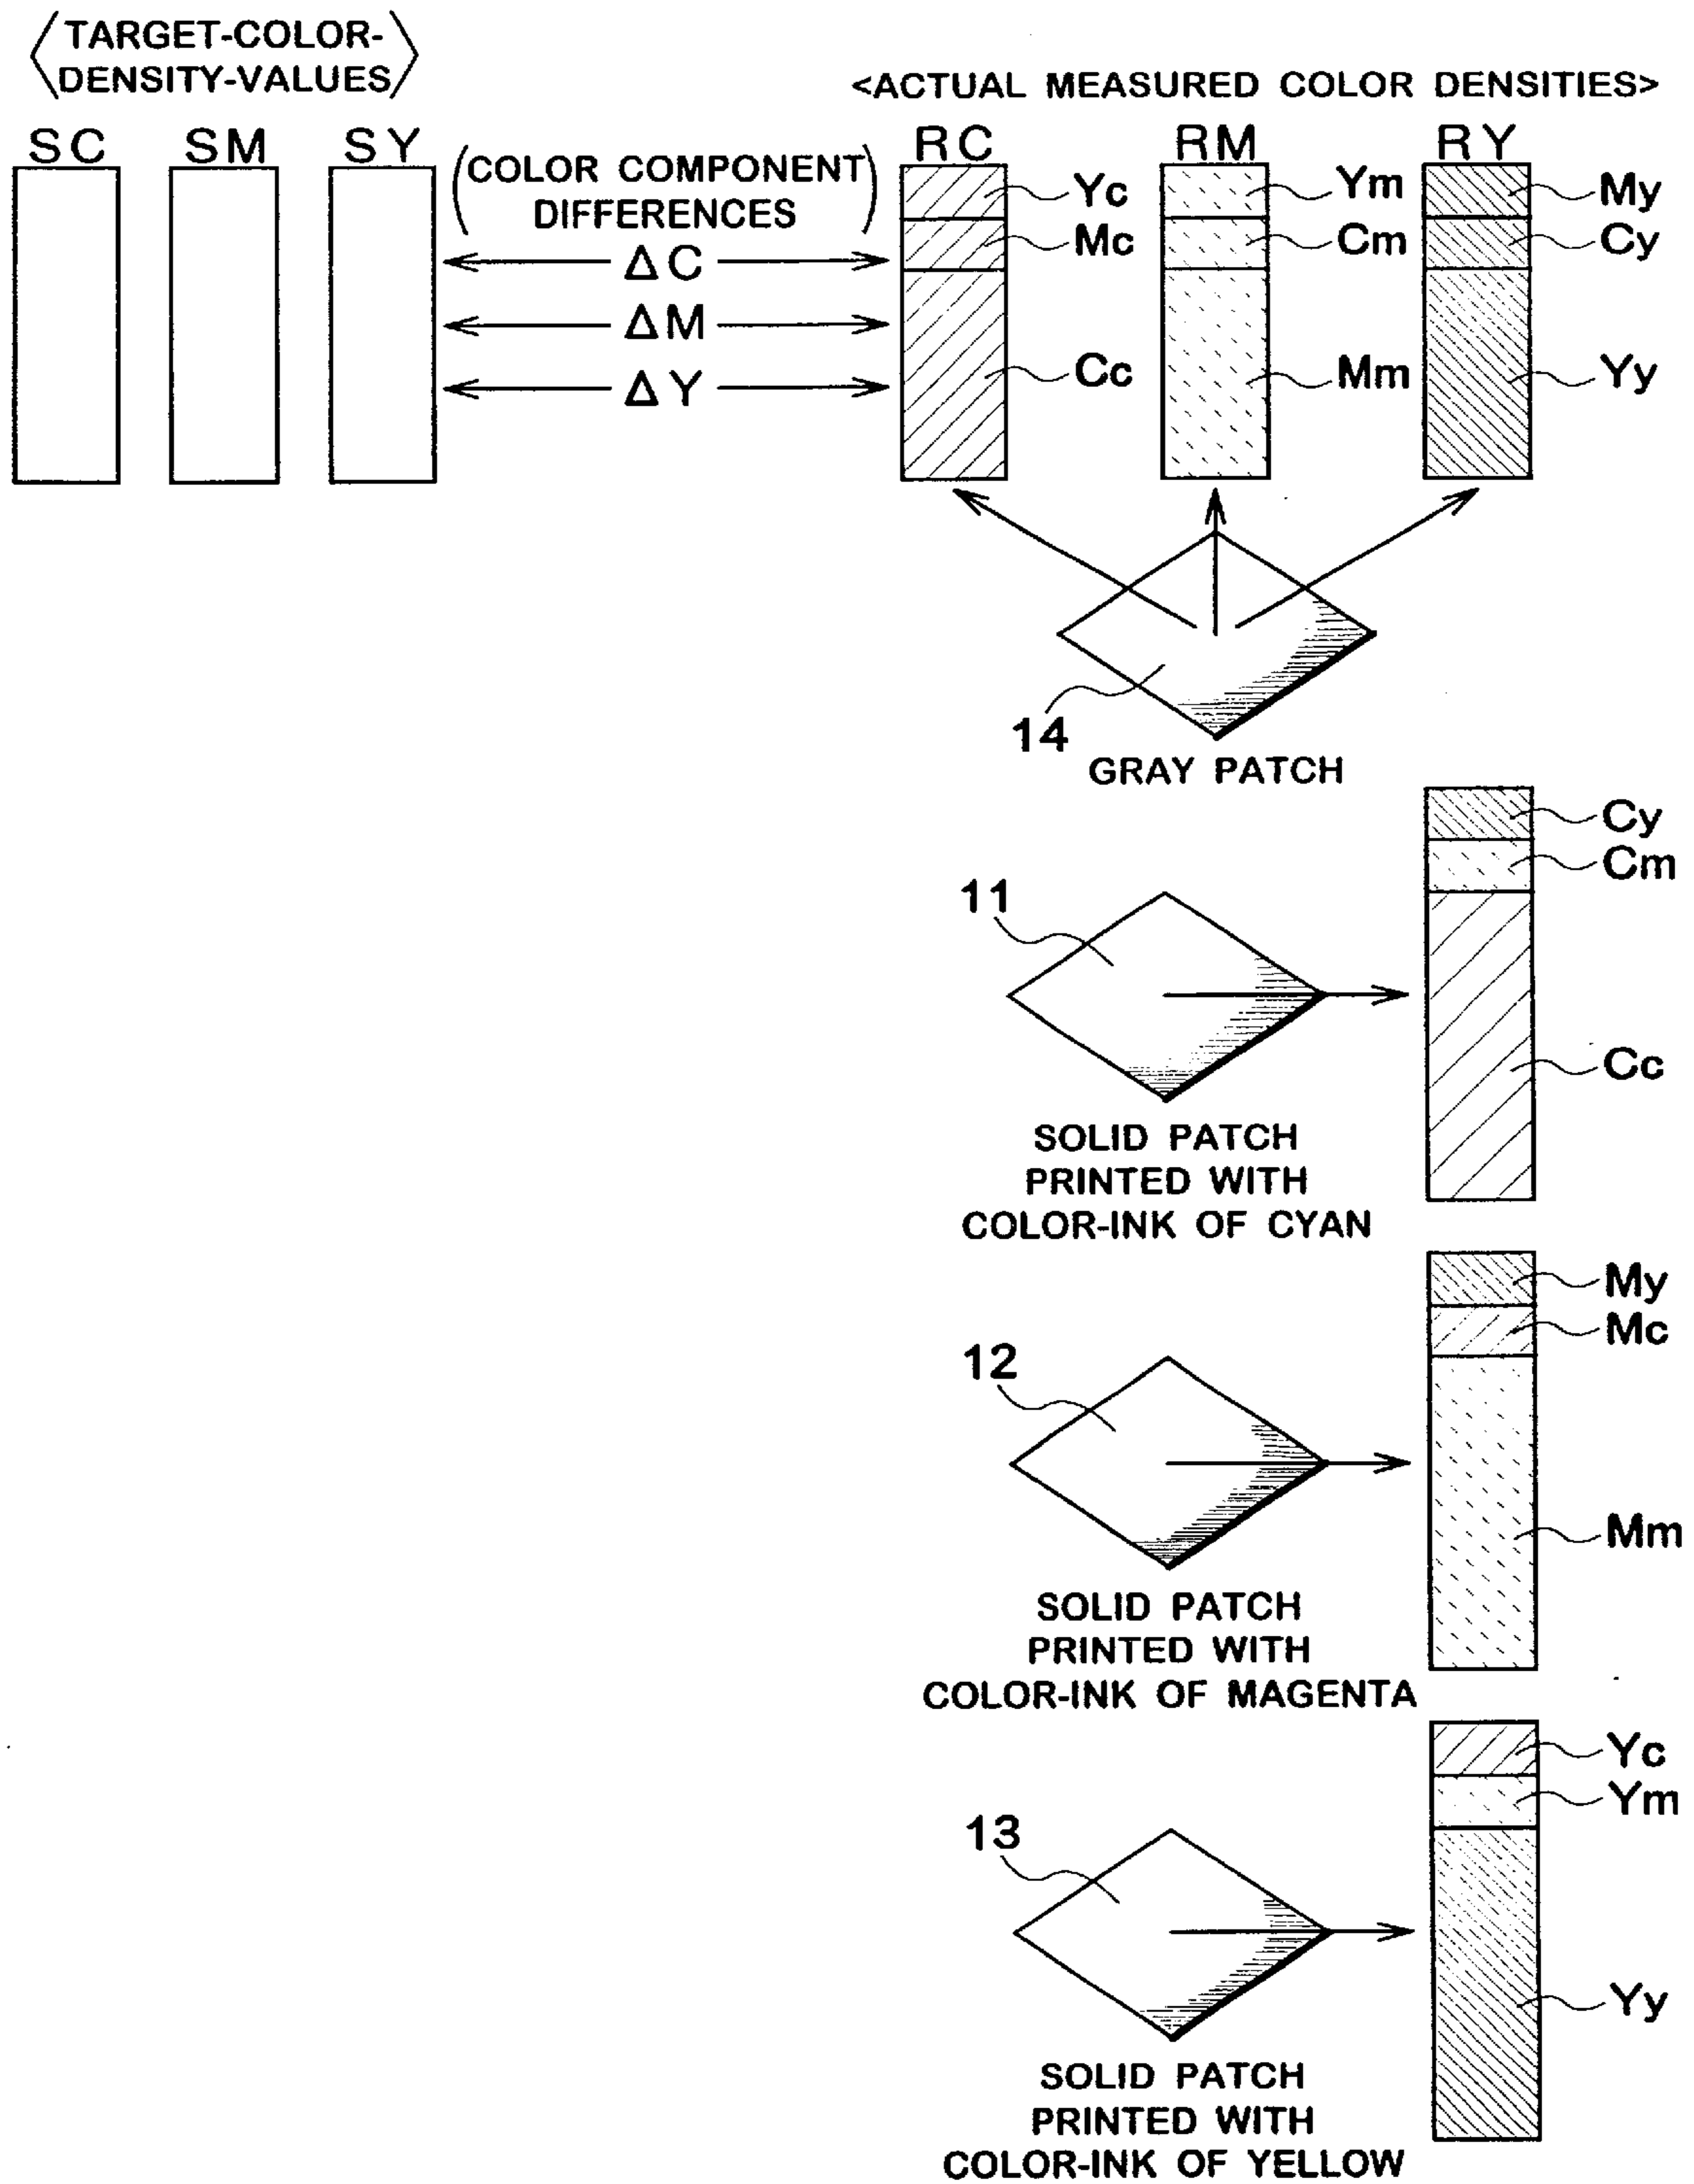 TARGET-COLOR-
DENSITY-VALUES
<ACTUAL MEASURED COLOR DENSITIES>
SC SM SY
(COLOR COMPONENT
DIFFERENCES)
RC RM RY
Yc Ym My
Mc Cm Cy
ΔC
ΔM
ΔY
Cc Mm Yy
14
GRAY PATCH
Cy
Cm
11
Cc
SOLID PATCH
PRINTED WITH
COLOR-INK OF CYAN
My
Mc
12
Mm
SOLID PATCH
PRINTED WITH
COLOR-INK OF MAGENTA
Yc
Ym
13
Yy
SOLID PATCH
PRINTED WITH
COLOR-INK OF YELLOW